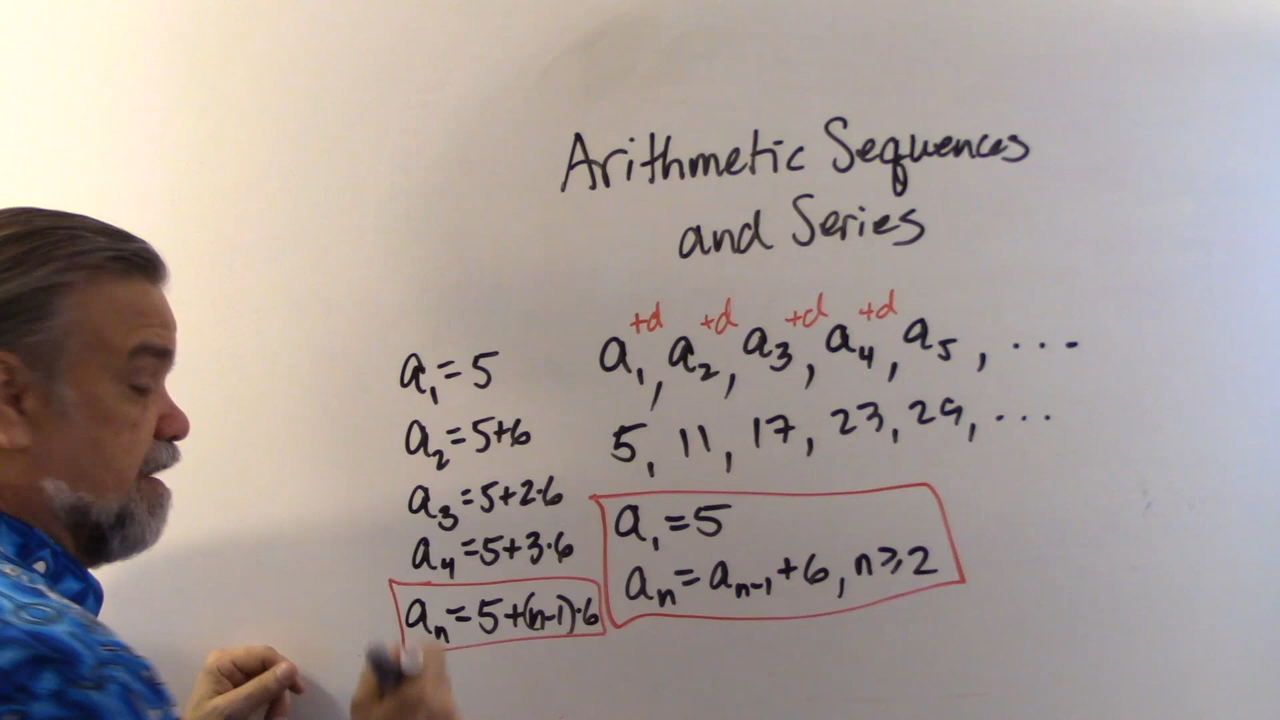 Arithmetic Sequences
and Series
+d +d +d +d
a₁, a₂, a₃, a₄, a₅, ...
5, 11, 17, 23, 29, ...
a₁=5
a₂=5+6
a₃=5+2·6
a₄=5+3·6
aₙ=5+(n-1)·6
a₁=5
aₙ=aₙ₋₁+6, n≥2